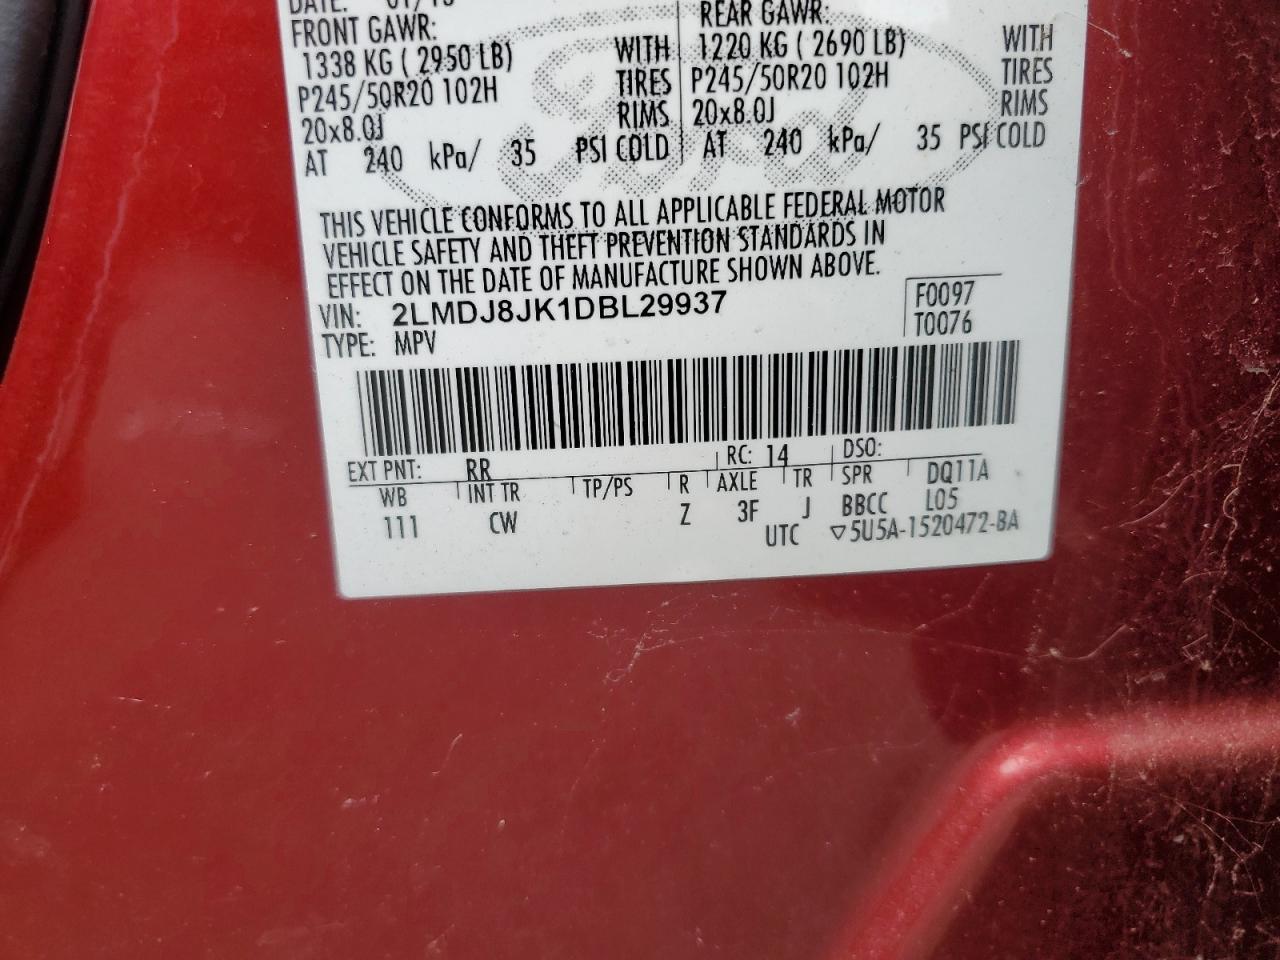 DATE: 01/13
FRONT GAWR: REAR GAWR:
1338 KG ( 2950 LB) WITH 1220 KG ( 2690 LB) WITH
P245/50R20 102H TIRES P245/50R20 102H TIRES
20x8.0J RIMS 20x8.0J RIMS
AT 240 kPa/ 35 PSI COLD AT 240 kPa/ 35 PSI COLD
THIS VEHICLE CONFORMS TO ALL APPLICABLE FEDERAL MOTOR
VEHICLE SAFETY AND THEFT PREVENTION STANDARDS IN
EFFECT ON THE DATE OF MANUFACTURE SHOWN ABOVE.
VIN: 2LMDJ8JK1DBL29937 F0097
TYPE: MPV T0076
EXT PNT: RR RC: 14 DSO:
WB INT TR TP/PS R AXLE TR SPR DQ11A
111 CW Z 3F J BBCC L05
UTC ▽5U5A-1520472-BA